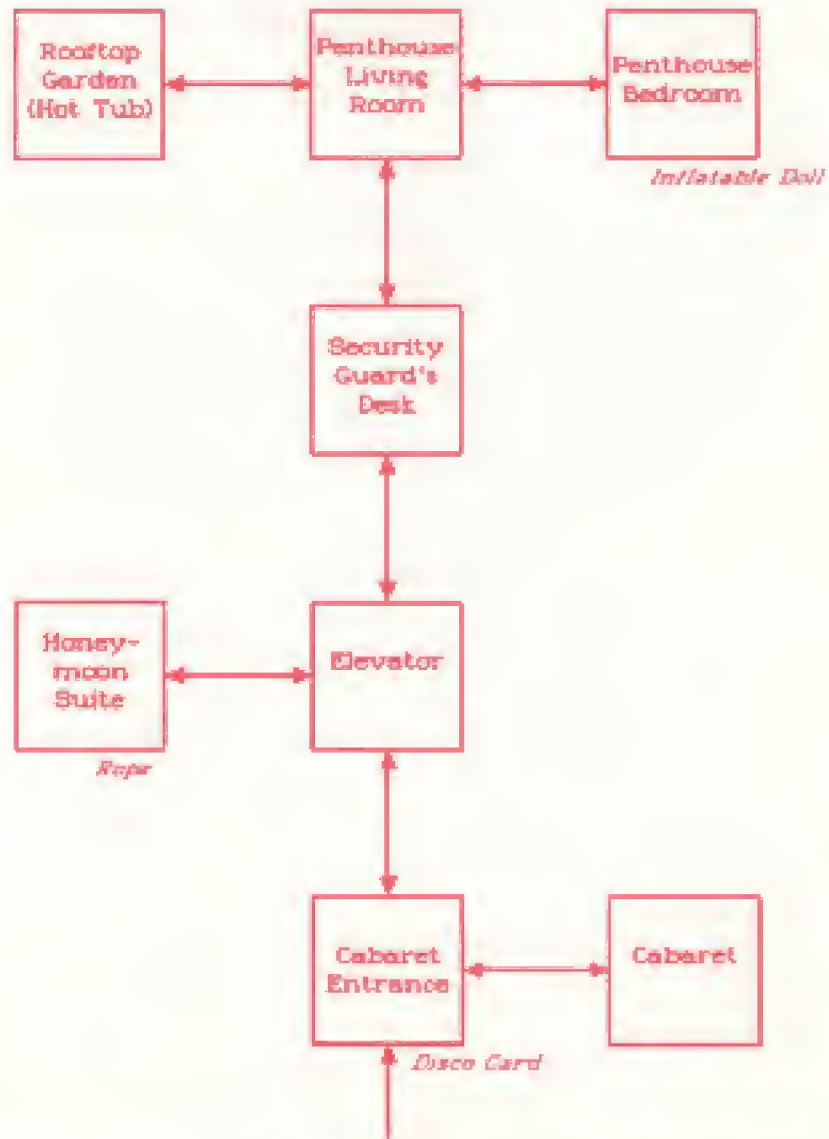 Rooftop
Garden
(Hot Tub)
Penthouse
Living
Room
Penthouse
Bedroom
Inflatable Doll
Security
Guard's
Desk
Honey-
moon
Suite
Rope
Elevator
Cabaret
Entrance
Disco Card
Cabaret